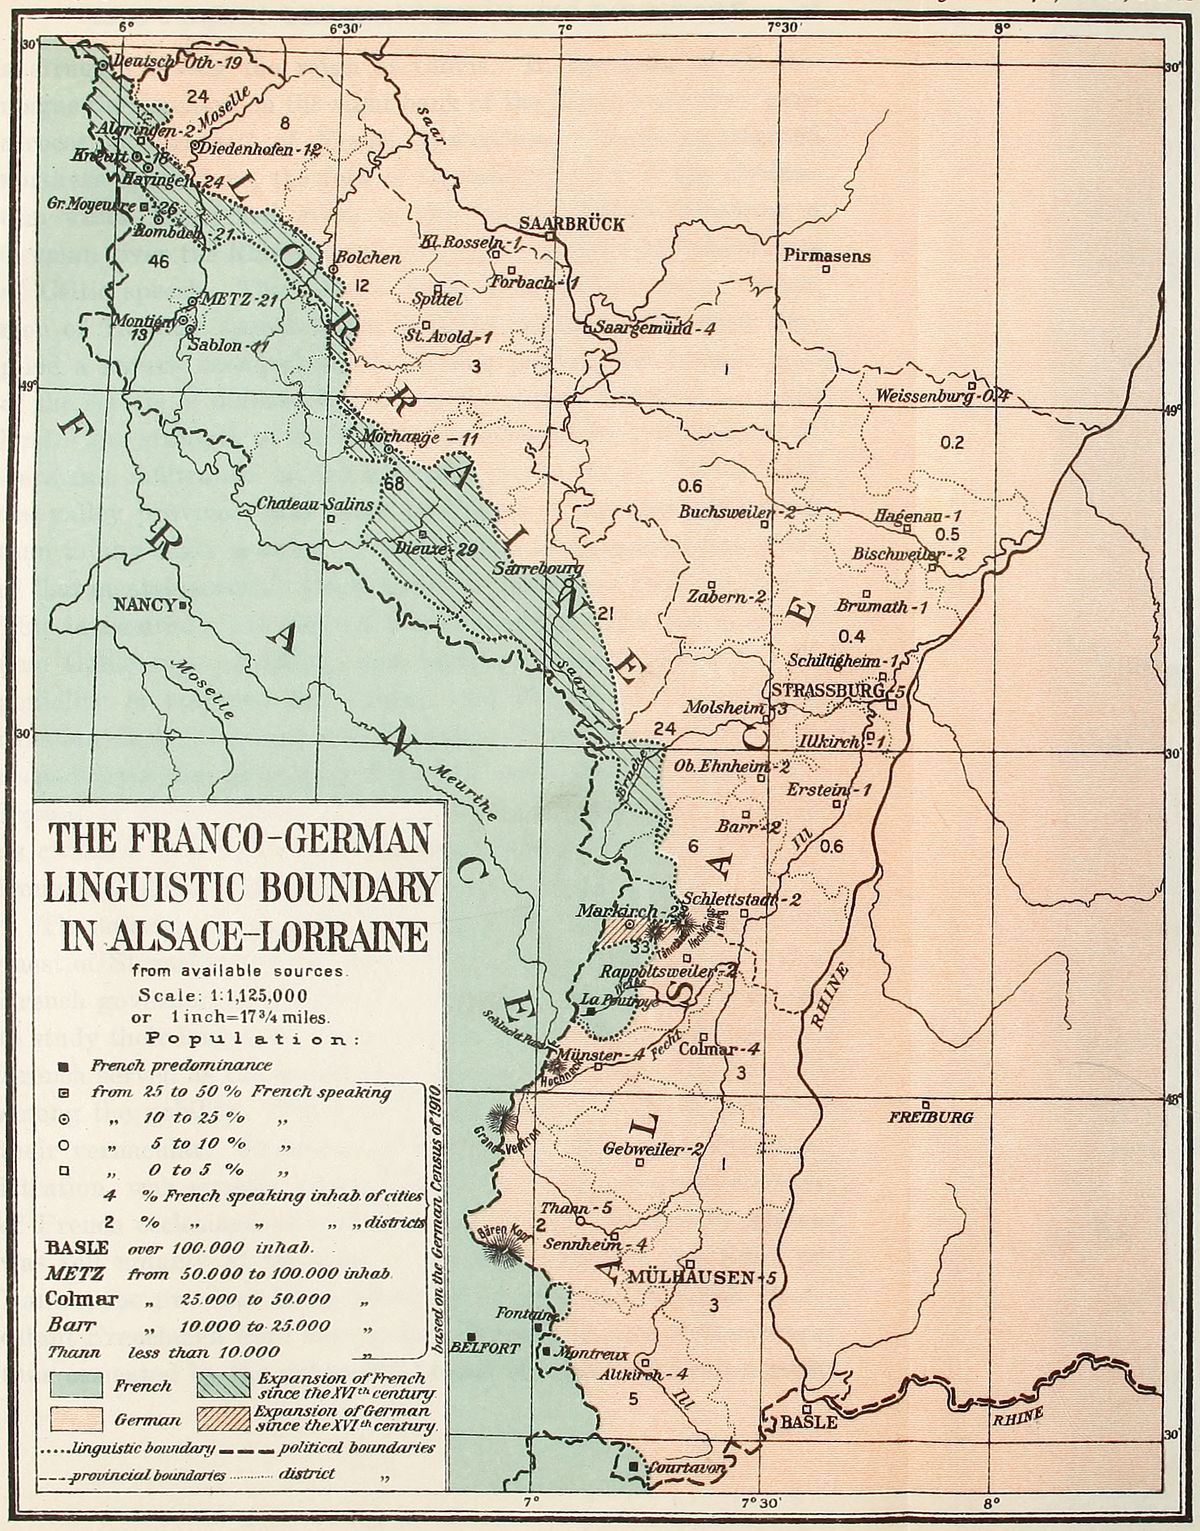 6° 6°30' 7° 7°30' 8°
30' 30'
Deutsch-Oth-19
24
Moselle
8
Saar
Algringen-2
Diedenhofen-12
Kneutt-18
Hayingen-24
Gr. Moyeuvre-26
Rombach-21
46
SAARBRÜCK
Kl. Rosseln-1
Bolchen
12
Forbach-1
Spittel
Pirmasens
METZ-21
Montigny
13
Sablon-11
St. Avold-1
3
Saargemünd-4
1
49° 49°
Weissenburg-0.4
0.2
LORRAINE
FRANCE
Morhange-11
68
Chateau-Salins
Dieuze-29
Sarrebourg
21
0.6
Buchsweiler-2
Hagenau-1
0.5
Bischweiler-2
Zabern-2
Brumath-1
0.4
NANCY
Moselle
Saar
Schiltigheim-1
STRASSBURG-5
Molsheim-3
24
Illkirch-1
30' 30'
Meurthe
Bruche
Ob. Ehnheim-2
Erstein-1
Barr-2
Ill
6
0.6
ALSACE
Schlettstadt-2
Markirch-22
33
Tännchel
Rappoltsweiler-2
Weiss
La Poutroye
RHINE
Schlucht Pass
Münster-4
Fecht
Colmar-4
Hohneck
3
48°
FREIBURG
Grand Ventron
Gebweiler-2
1
Thann-5
2
Sennheim-4
Bären Kopf
MÜLHAUSEN-5
3
Fontaine
BELFORT
Montreux
Altkirch-4
5
Ill
BASLE
RHINE
30'
Courtavon
7° 7°30' 8°
THE FRANCO-GERMAN
LINGUISTIC BOUNDARY
IN ALSACE-LORRAINE
from available sources.
Scale: 1:1,125,000
or 1 inch=17 3/4 miles.
Population:
French predominance
from 25 to 50 % French speaking
„ 10 to 25 % „
„ 5 to 10 % „
„ 0 to 5 % „
4 % French speaking inhab. of cities
2 % „ „ „ „ districts
BASLE over 100.000 inhab.
METZ from 50.000 to 100.000 inhab.
Colmar „ 25.000 to 50.000 „
Barr „ 10.000 to 25.000 „
Thann less than 10.000 „
based on the German Census of 1910
French
Expansion of French
since the XVIth century.
German
Expansion of German
since the XVIth century.
linguistic boundary political boundaries
provincial boundaries district „